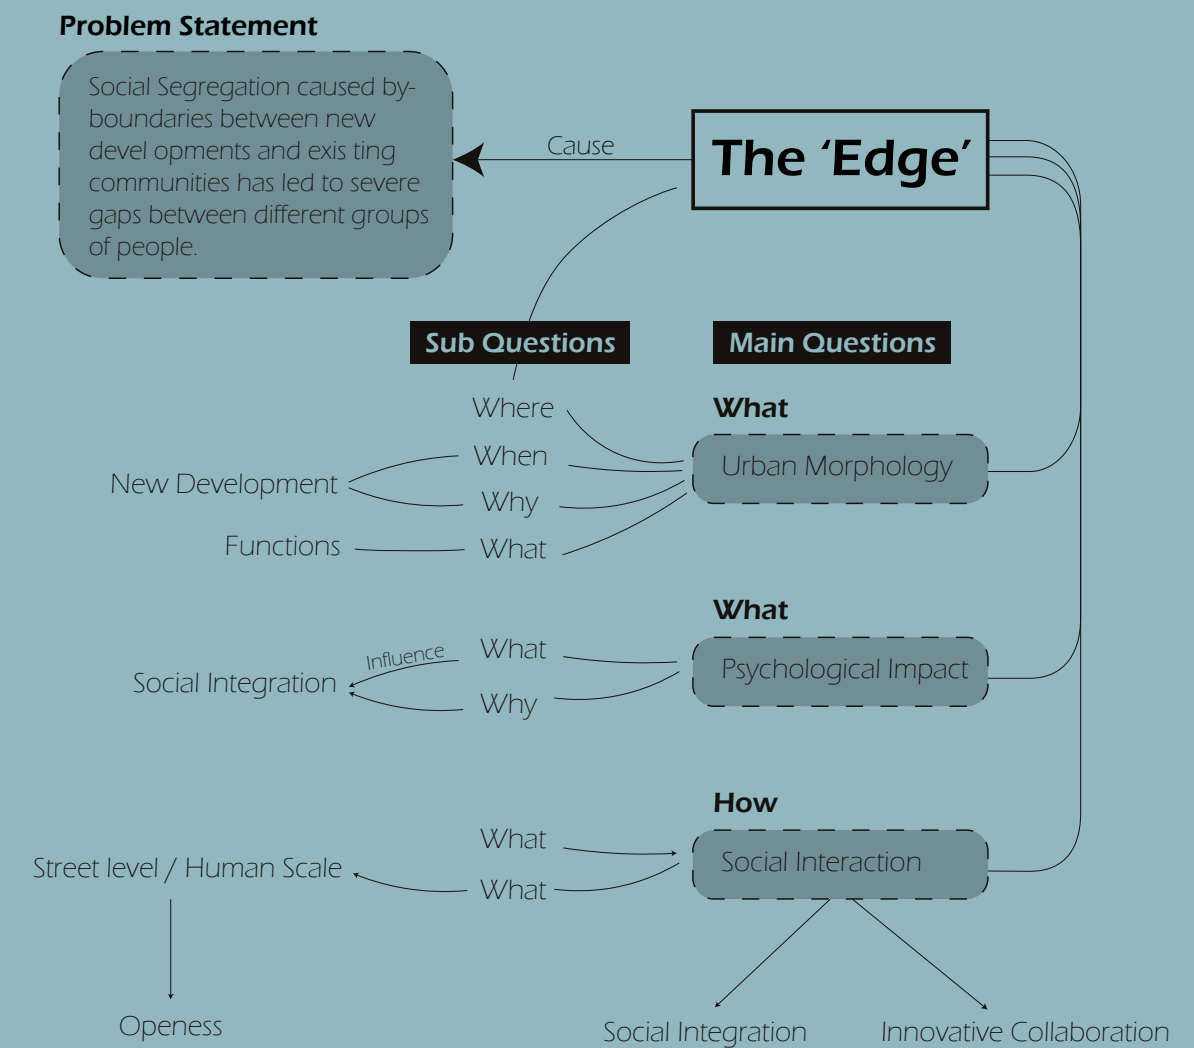 Problem Statement
Social Segregation caused by-
boundaries between new
devel opments and exis ting
communities has led to severe
gaps between different groups
of people.
Cause
The ‘Edge’
Sub Questions
Main Questions
Where
What
When
Urban Morphology
New Development
Why
Functions
What
What
What
Influence
Psychological Impact
Social Integration
Why
How
What
Social Interaction
Street level / Human Scale
What
Openess
Social Integration
Innovative Collaboration